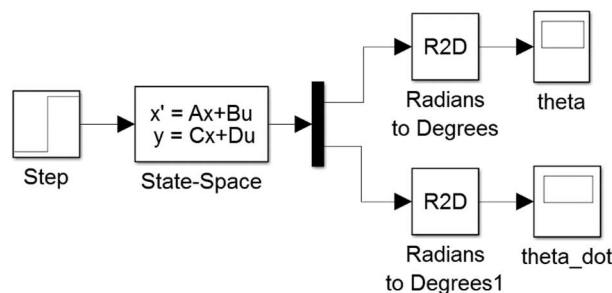 R2D
Radians
to Degrees
theta
x' = Ax+Bu
y = Cx+Du
Step
State-Space
R2D
Radians
to Degrees1
theta_dot